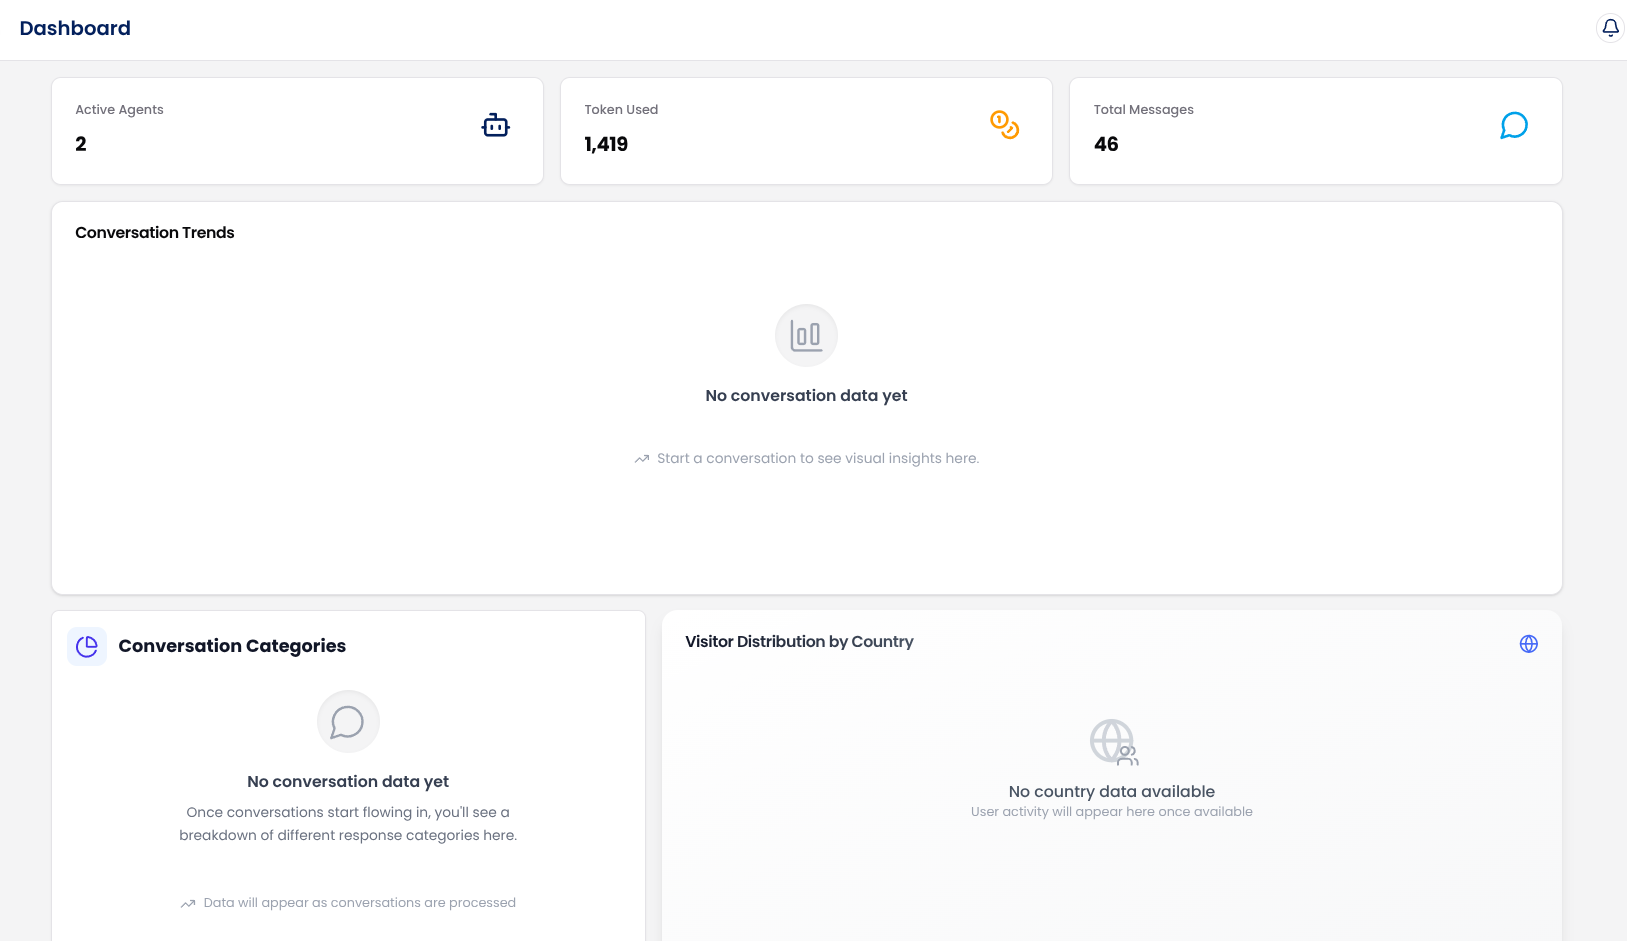 Dashboard
Active Agents
2
Token Used
1,419
Total Messages
46
Conversation Trends
No conversation data yet
Start a conversation to see visual insights here.
Conversation Categories
No conversation data yet
Once conversations start flowing in, you'll see a
breakdown of different response categories here.
Data will appear as conversations are processed
Visitor Distribution by Country
No country data available
User activity will appear here once available